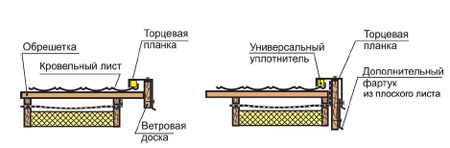 Обрешетка
Кровельный лист
Торцевая
планка
Ветровая
доска
Универсальный
уплотнитель
Торцевая
планка
Дополнительный
фартук
из плоского листа